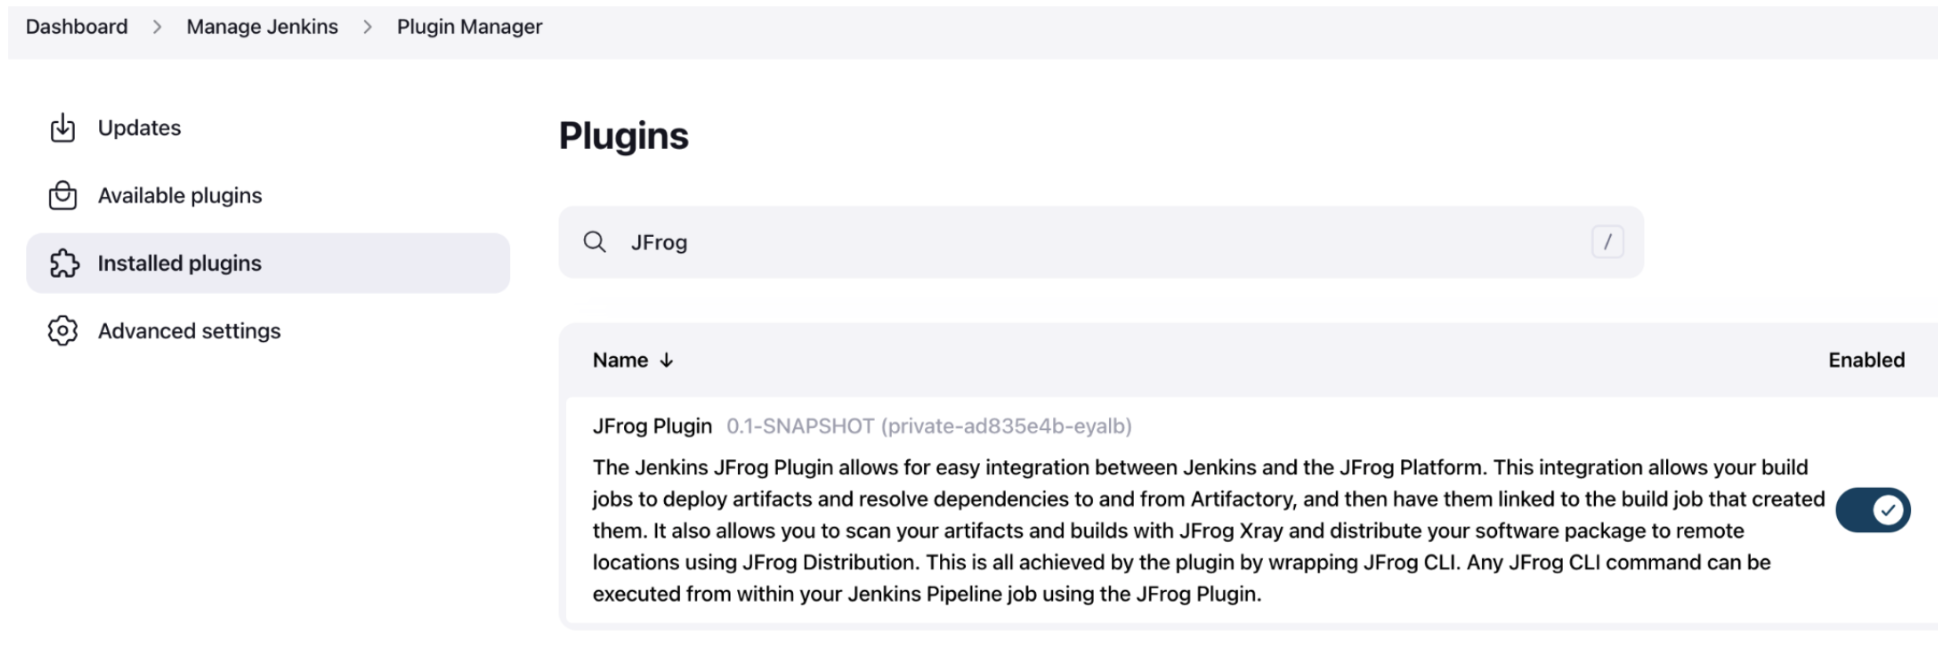 Dashboard > Manage Jenkins > Plugin Manager
Updates
Available plugins
Installed plugins
Advanced settings
Plugins
JFrog /
Name ↓ Enabled
JFrog Plugin 0.1-SNAPSHOT (private-ad835e4b-eyalb)
The Jenkins JFrog Plugin allows for easy integration between Jenkins and the JFrog Platform. This integration allows your build
jobs to deploy artifacts and resolve dependencies to and from Artifactory, and then have them linked to the build job that created
them. It also allows you to scan your artifacts and builds with JFrog Xray and distribute your software package to remote
locations using JFrog Distribution. This is all achieved by the plugin by wrapping JFrog CLI. Any JFrog CLI command can be
executed from within your Jenkins Pipeline job using the JFrog Plugin.